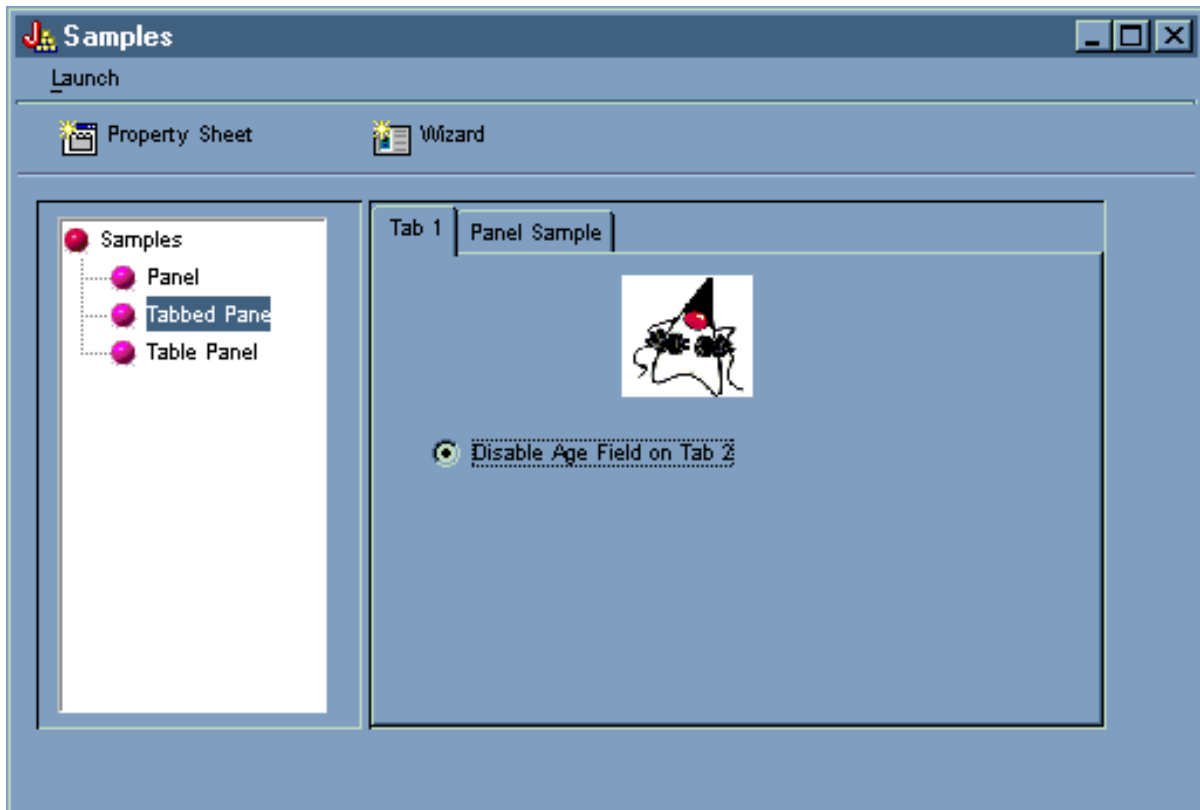 Samples
Launch
Property Sheet
Wizard
Samples
Panel
Tabbed Pane
Table Panel
Tab 1
Panel Sample
Disable Age Field on Tab 2